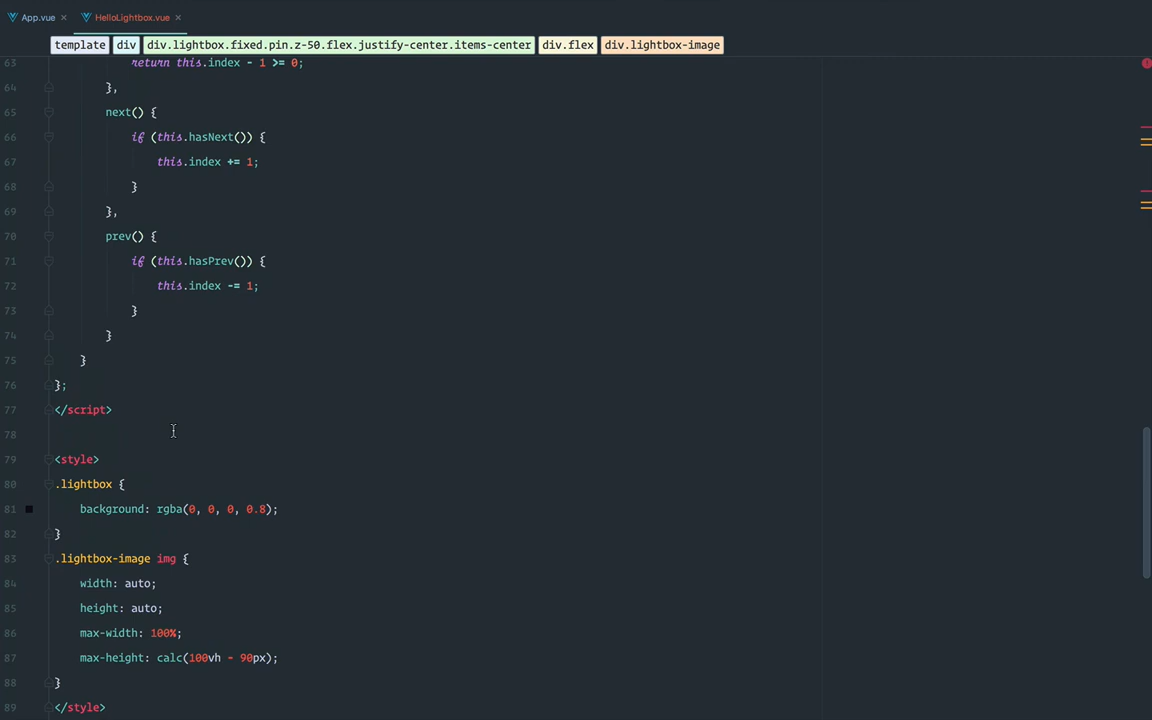 App.vue HelloLightbox.vue
template div div.lightbox.fixed.pin.z-50.flex.justify-center.items-center div.flex div.lightbox-image
63 return this.index - 1 >= 0;
64 },
65 next() {
66 if (this.hasNext()) {
67 this.index += 1;
68 }
69 },
70 prev() {
71 if (this.hasPrev()) {
72 this.index -= 1;
73 }
74 }
75 }
76 };
77 </script>
78
79 <style>
80 .lightbox {
81 background: rgba(0, 0, 0, 0.8);
82 }
83 .lightbox-image img {
84 width: auto;
85 height: auto;
86 max-width: 100%;
87 max-height: calc(100vh - 90px);
88 }
89 </style>